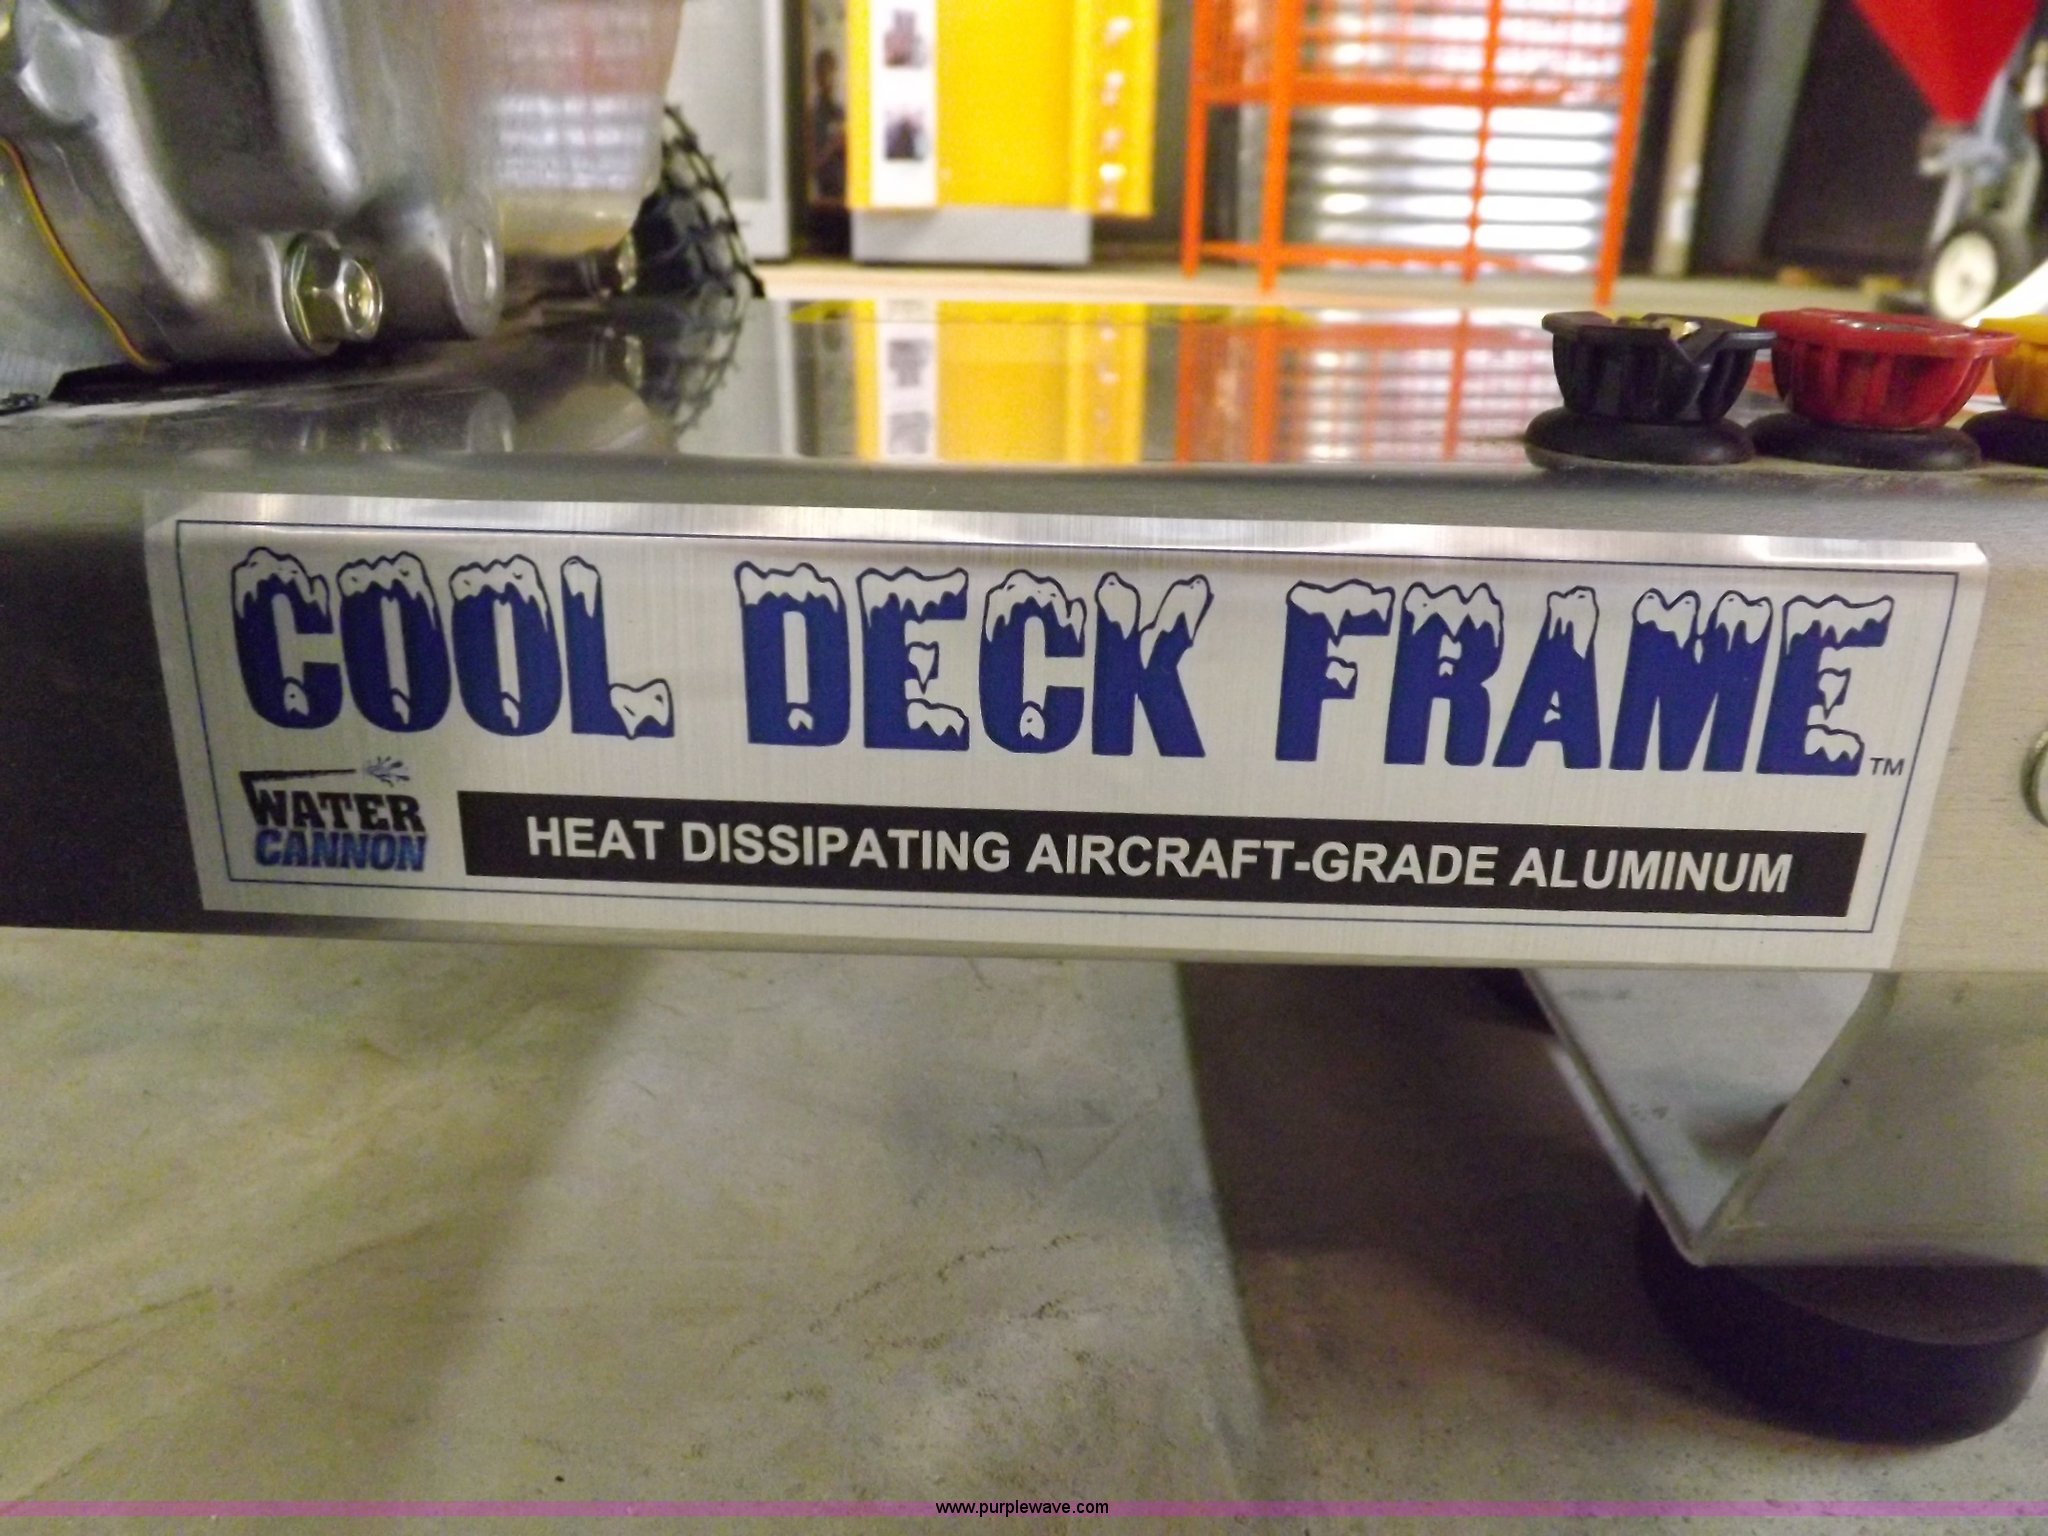 COOL DECK FRAME™
WATER
CANNON
HEAT DISSIPATING AIRCRAFT-GRADE ALUMINUM
www.purplewave.com